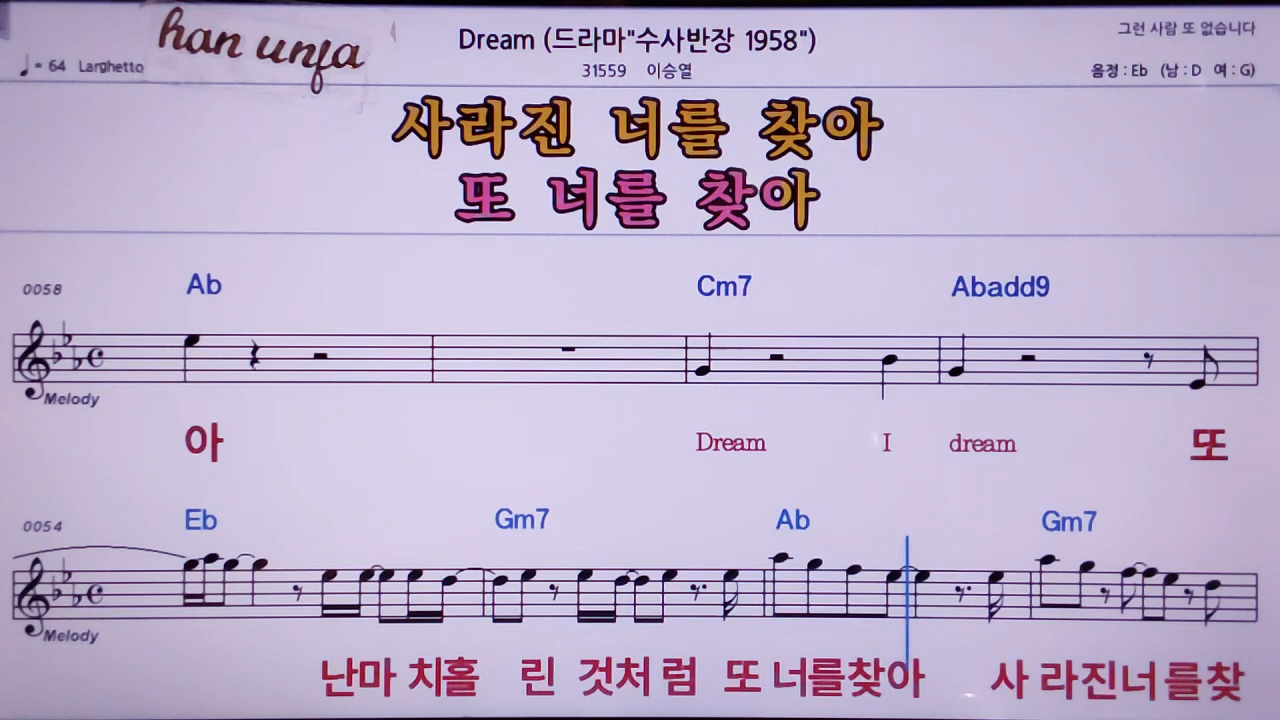 han unfa
Dream (드라마"수사반장 1958")
그런 사람 또 없습니다
♩= 64 Larghetto
31559 이승열
음정 : Eb (남 : D 여 : G)
사라진 너를 찾아
또 너를 찾아
0058 Ab Cm7 Abadd9
Melody
아 Dream I dream 또
0054 Eb Gm7 Ab Gm7
Melody
난마 치홀 린 것처 럼 또 너를찾아 사 라진너를찾